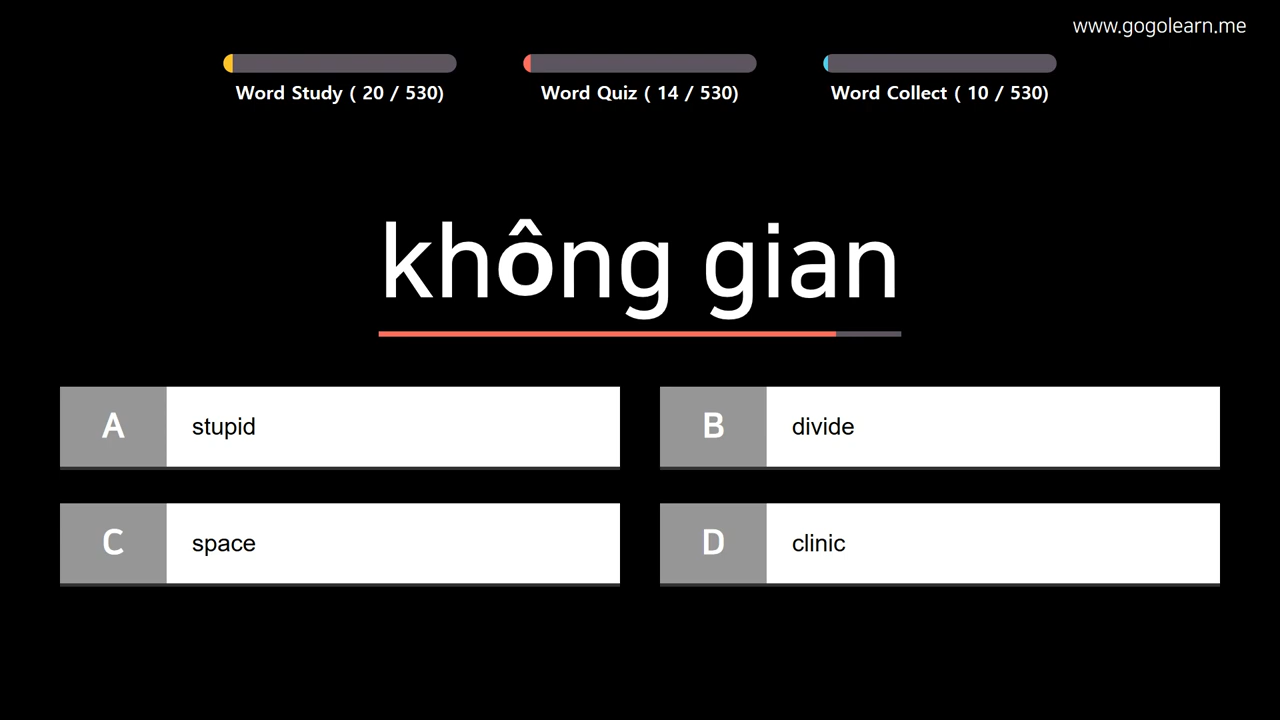 www.gogolearn.me
Word Study ( 20 / 530)
Word Quiz ( 14 / 530)
Word Collect ( 10 / 530)
không gian
A stupid
B divide
C space
D clinic